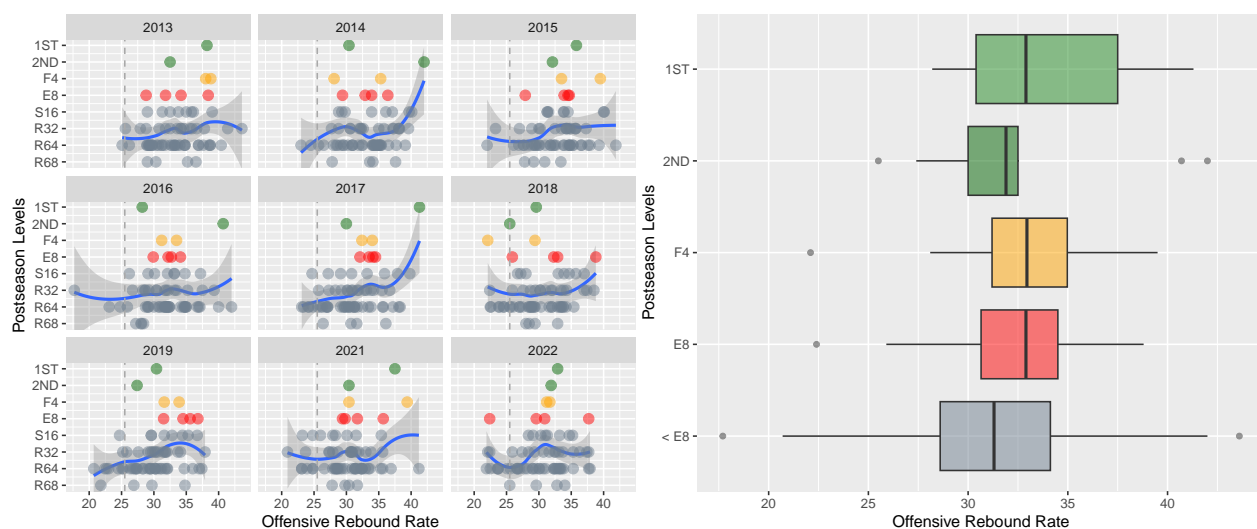 2013 2014 2015
1ST
2ND
F4
E8
S16
R32
R64
R68
2016 2017 2018
1ST
2ND
F4
E8
S16
R32
R64
R68
2019 2021 2022
1ST
2ND
F4
E8
S16
R32
R64
R68
20 25 30 35 40 20 25 30 35 40 20 25 30 35 40
Offensive Rebound Rate
Postseason Levels
1ST
2ND
F4
E8
< E8
20 25 30 35 40
Offensive Rebound Rate
Postseason Levels